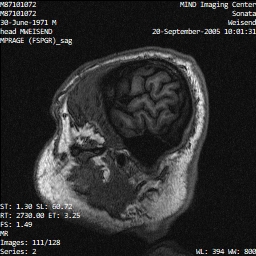 M87101072
M87101072
30-June-1971 M
head MWEISEND
MPRAGE (FSPGR)_sag
MIND Imaging Center
Sonata
Weisend
20-September-2005 10:01:31
ST: 1.30 SL: 60.72
RT: 2730.00 ET: 3.25
FS: 1.49
MR
Images: 111/128
Series: 2
WL: 394 WW: 800